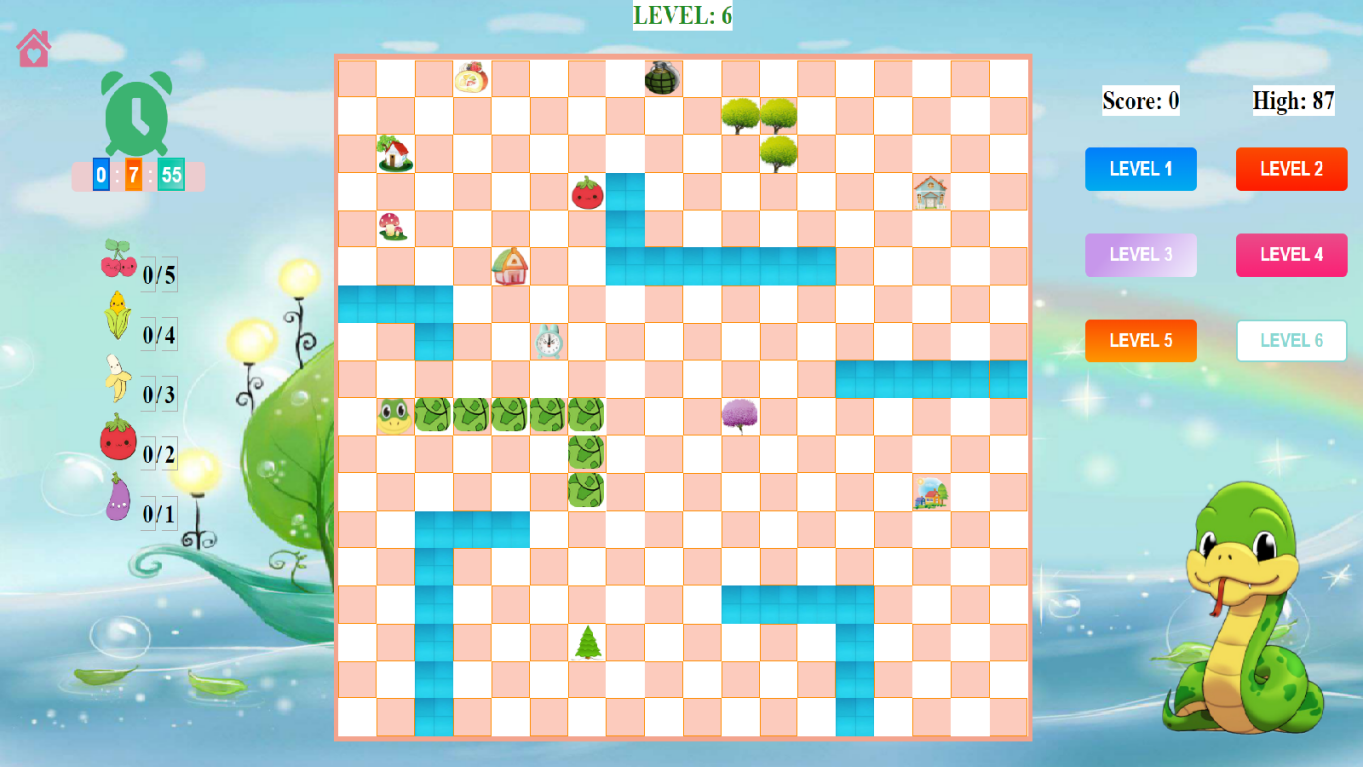 LEVEL: 6
0 : 7 : 55
0/5
0/4
0/3
0/2
0/1
Score: 0
High: 87
LEVEL 1
LEVEL 2
LEVEL 3
LEVEL 4
LEVEL 5
LEVEL 6